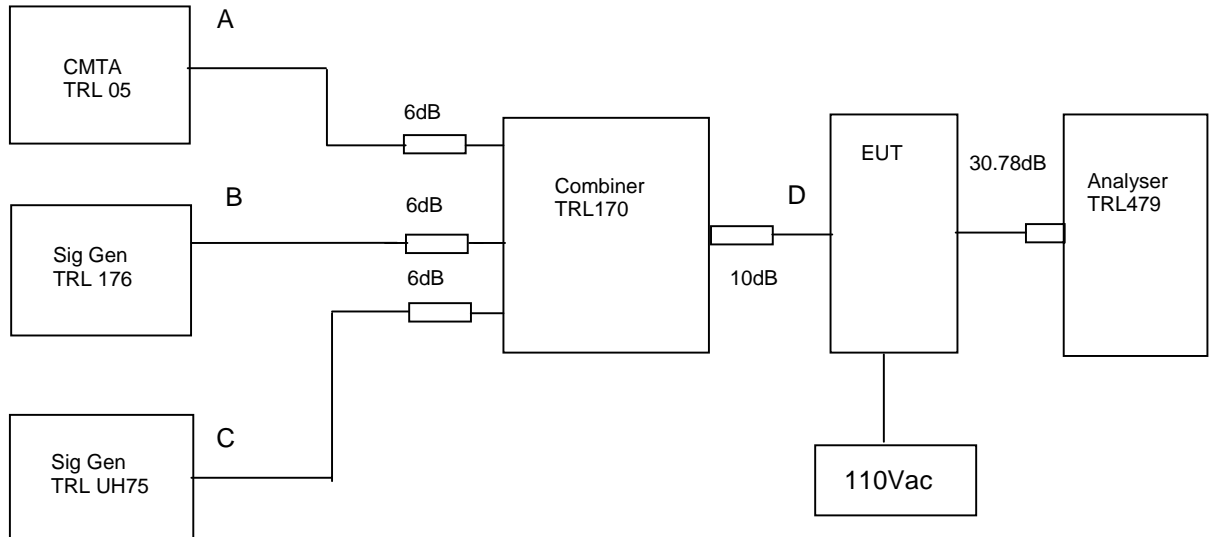 A
CMTA
TRL 05
6dB
EUT
30.78dB
Combiner
TRL170
Analyser
TRL479
B
6dB
D
Sig Gen
TRL 176
6dB
10dB
C
Sig Gen
TRL UH75
110Vac